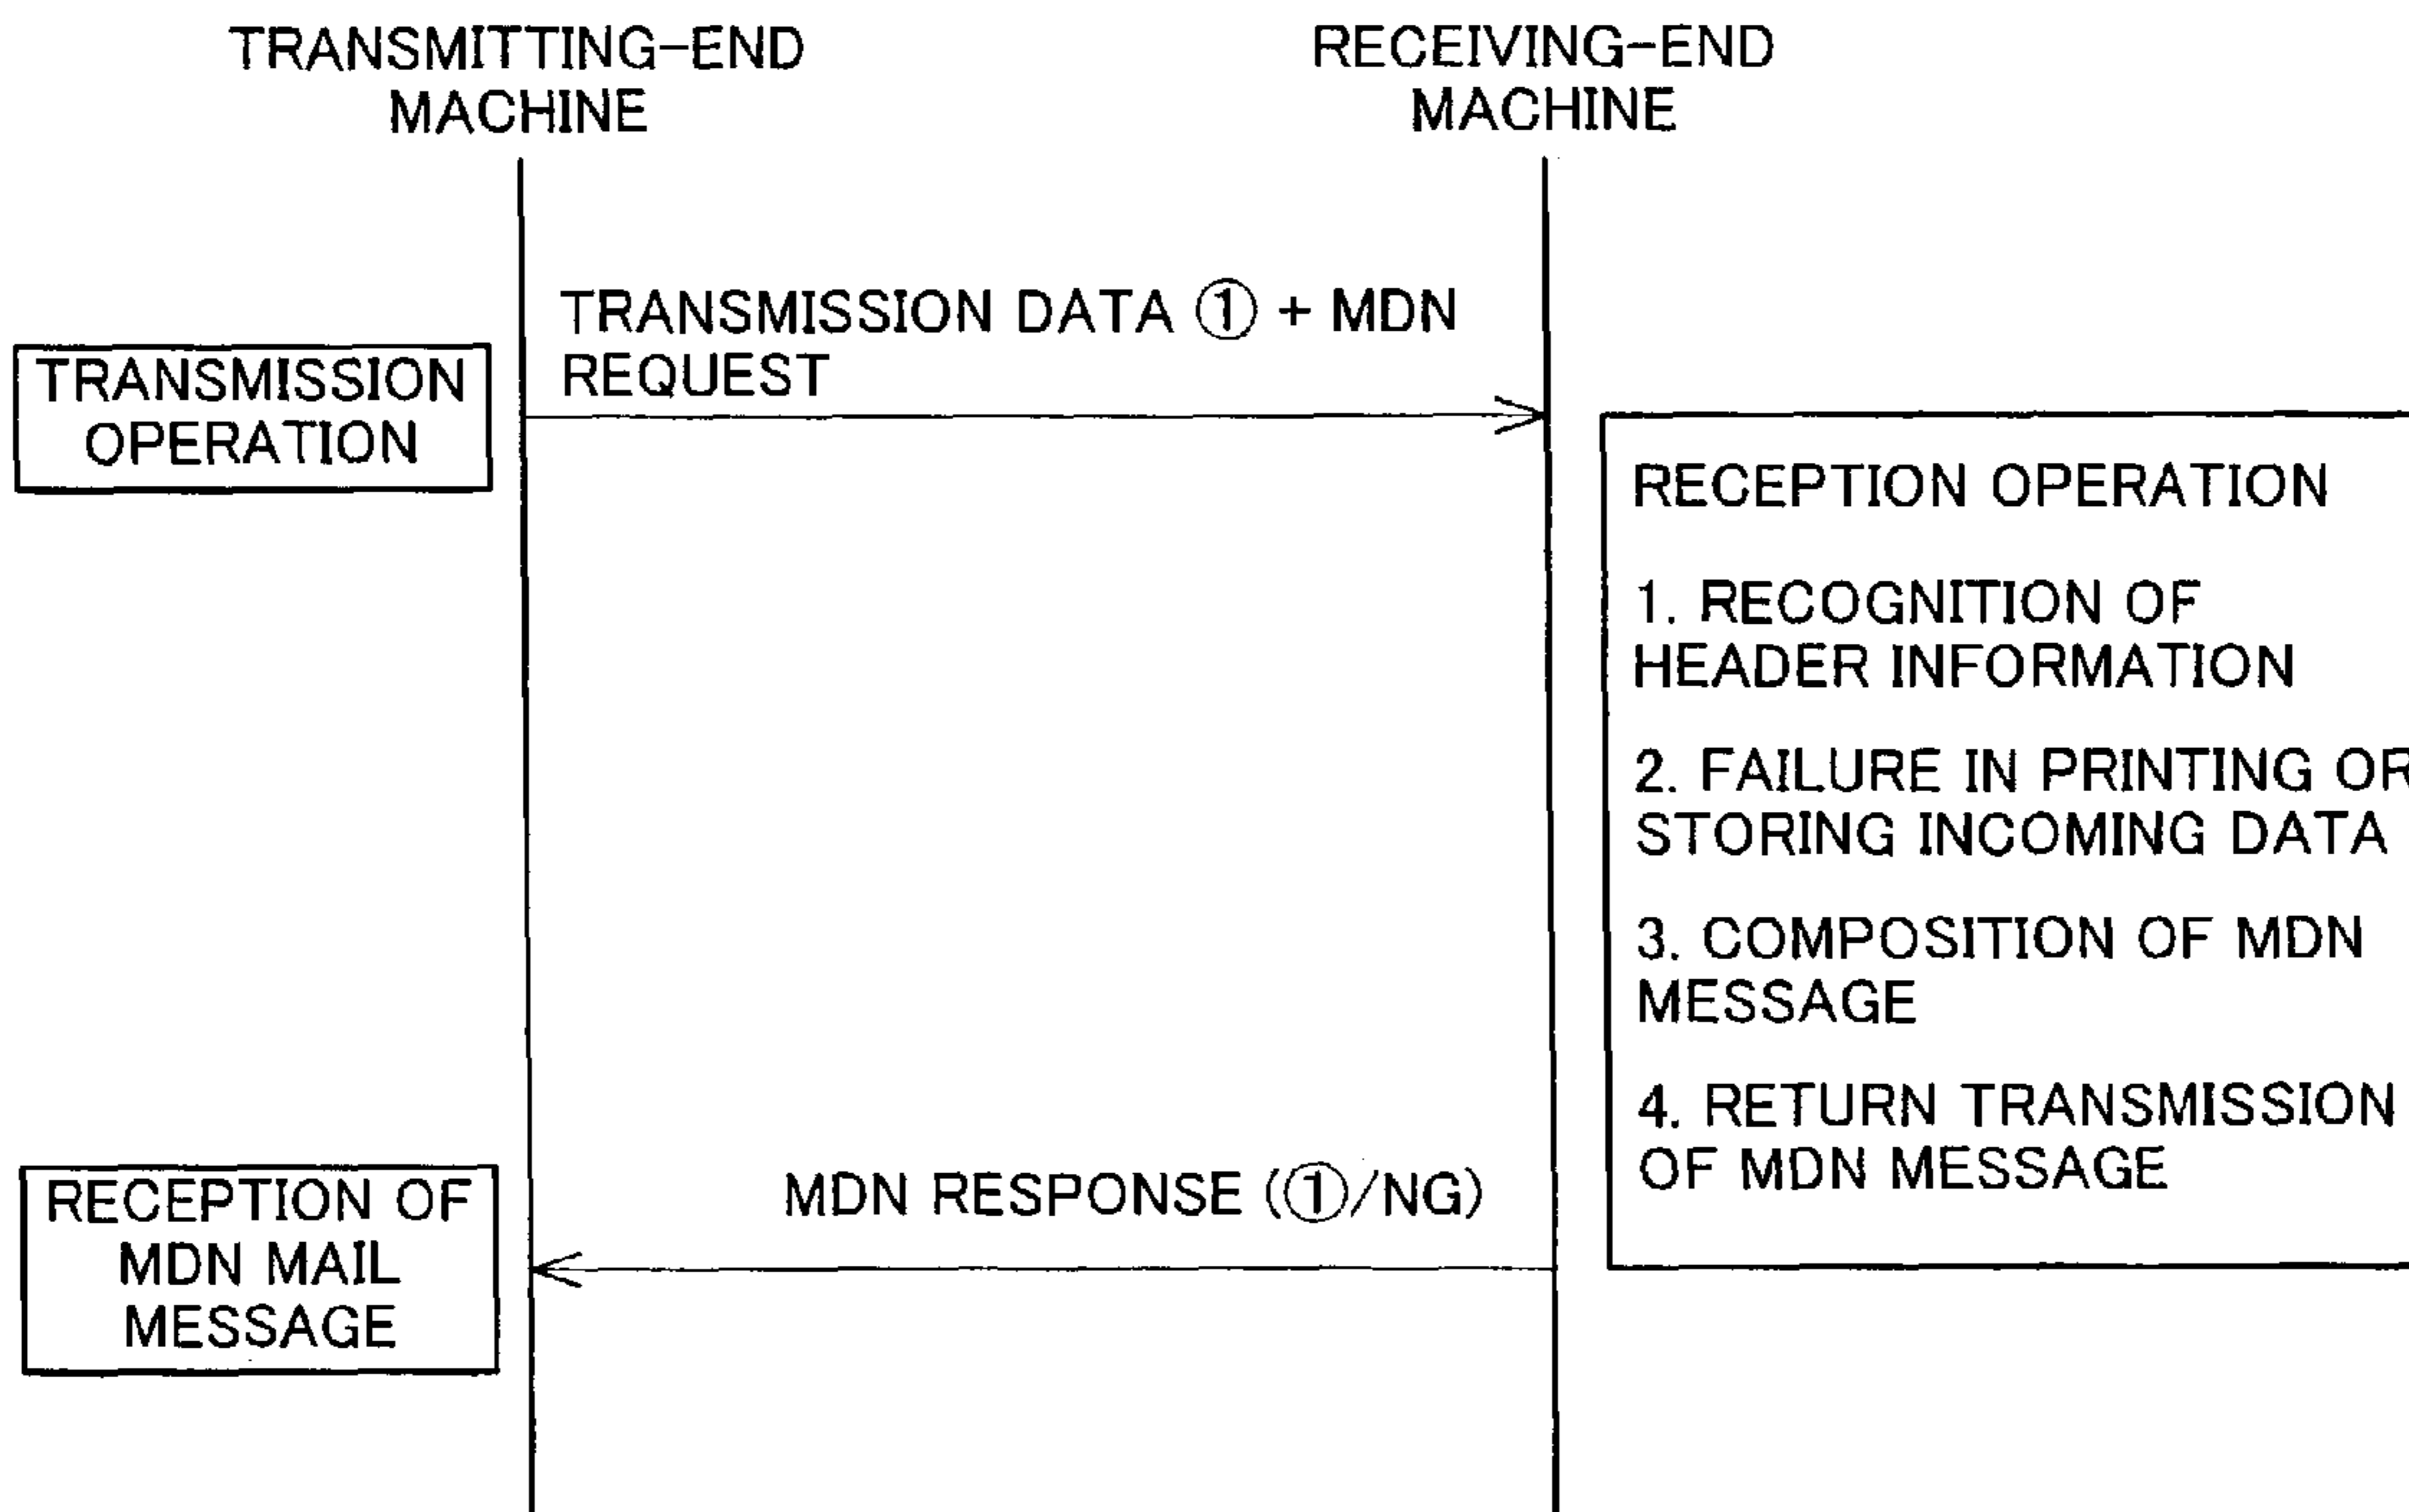 TRANSMITTING-END
MACHINE
RECEIVING-END
MACHINE
TRANSMISSION DATA ① + MDN
REQUEST
TRANSMISSION
OPERATION
RECEPTION OPERATION
1. RECOGNITION OF
HEADER INFORMATION
2. FAILURE IN PRINTING OR
STORING INCOMING DATA
3. COMPOSITION OF MDN
MESSAGE
4. RETURN TRANSMISSION
OF MDN MESSAGE
MDN RESPONSE (①/NG)
RECEPTION OF
MDN MAIL
MESSAGE